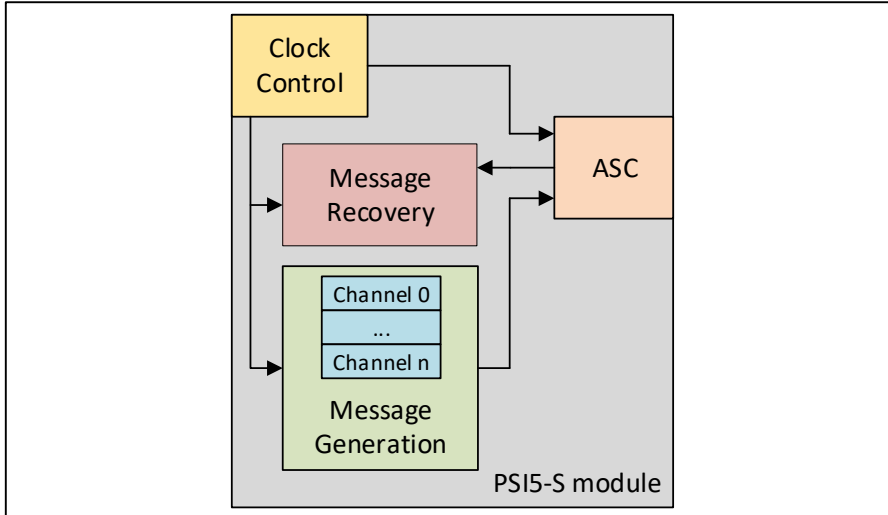 Clock
Control
ASC
Message
Recovery
Channel 0
...
Channel n
Message
Generation
PSI5-S module